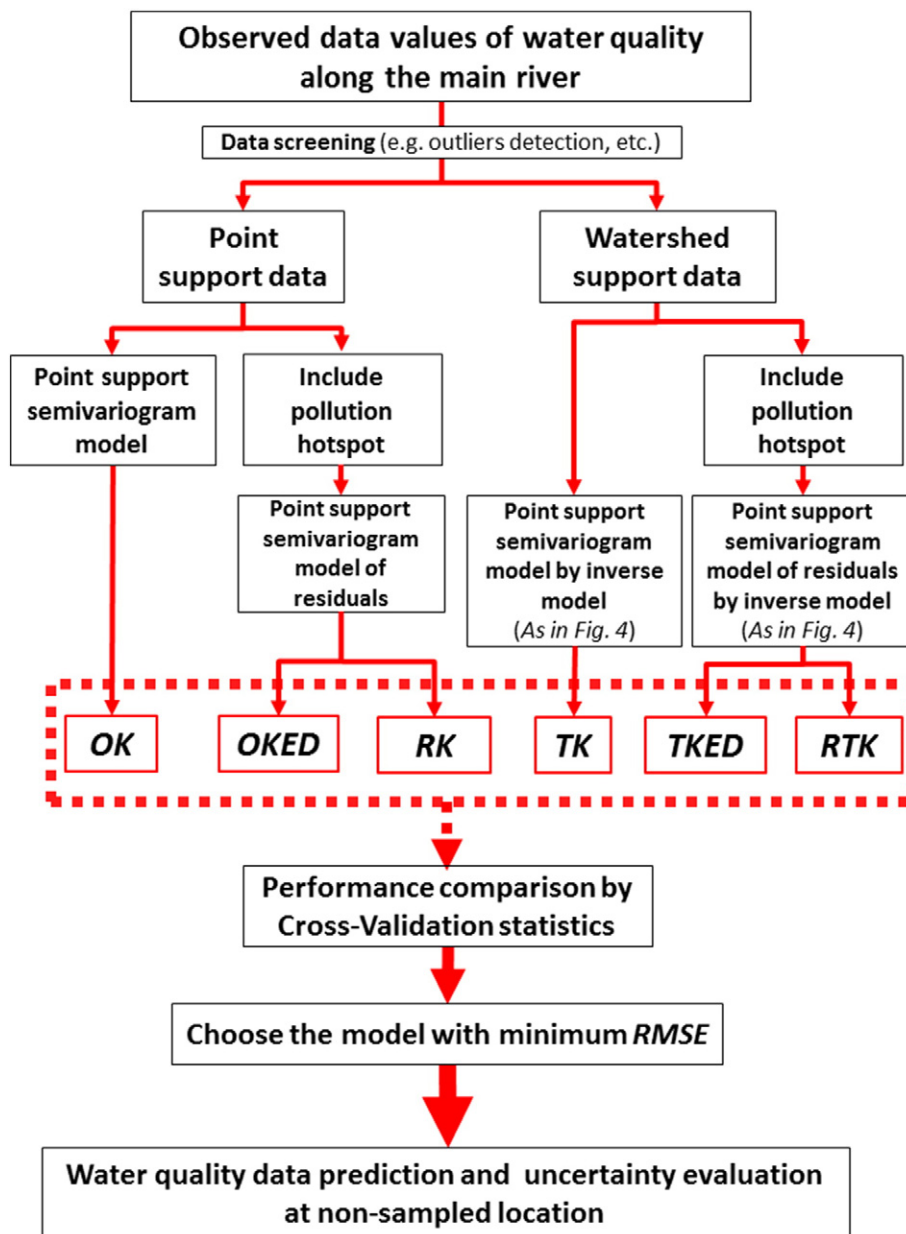 Observed data values of water quality
along the main river
Data screening (e.g. outliers detection, etc.)
Point
support data
Watershed
support data
Point support
semivariogram
model
Include
pollution
hotspot
Include
pollution
hotspot
Point support
semivariogram
model of
residuals
Point support
semivariogram
model by inverse
model
(As in Fig. 4)
Point support
semivariogram
model of residuals
by inverse model
(As in Fig. 4)
OK
OKED
RK
TK
TKED
RTK
Performance comparison by
Cross-Validation statistics
Choose the model with minimum RMSE
Water quality data prediction and uncertainty evaluation
at non-sampled location